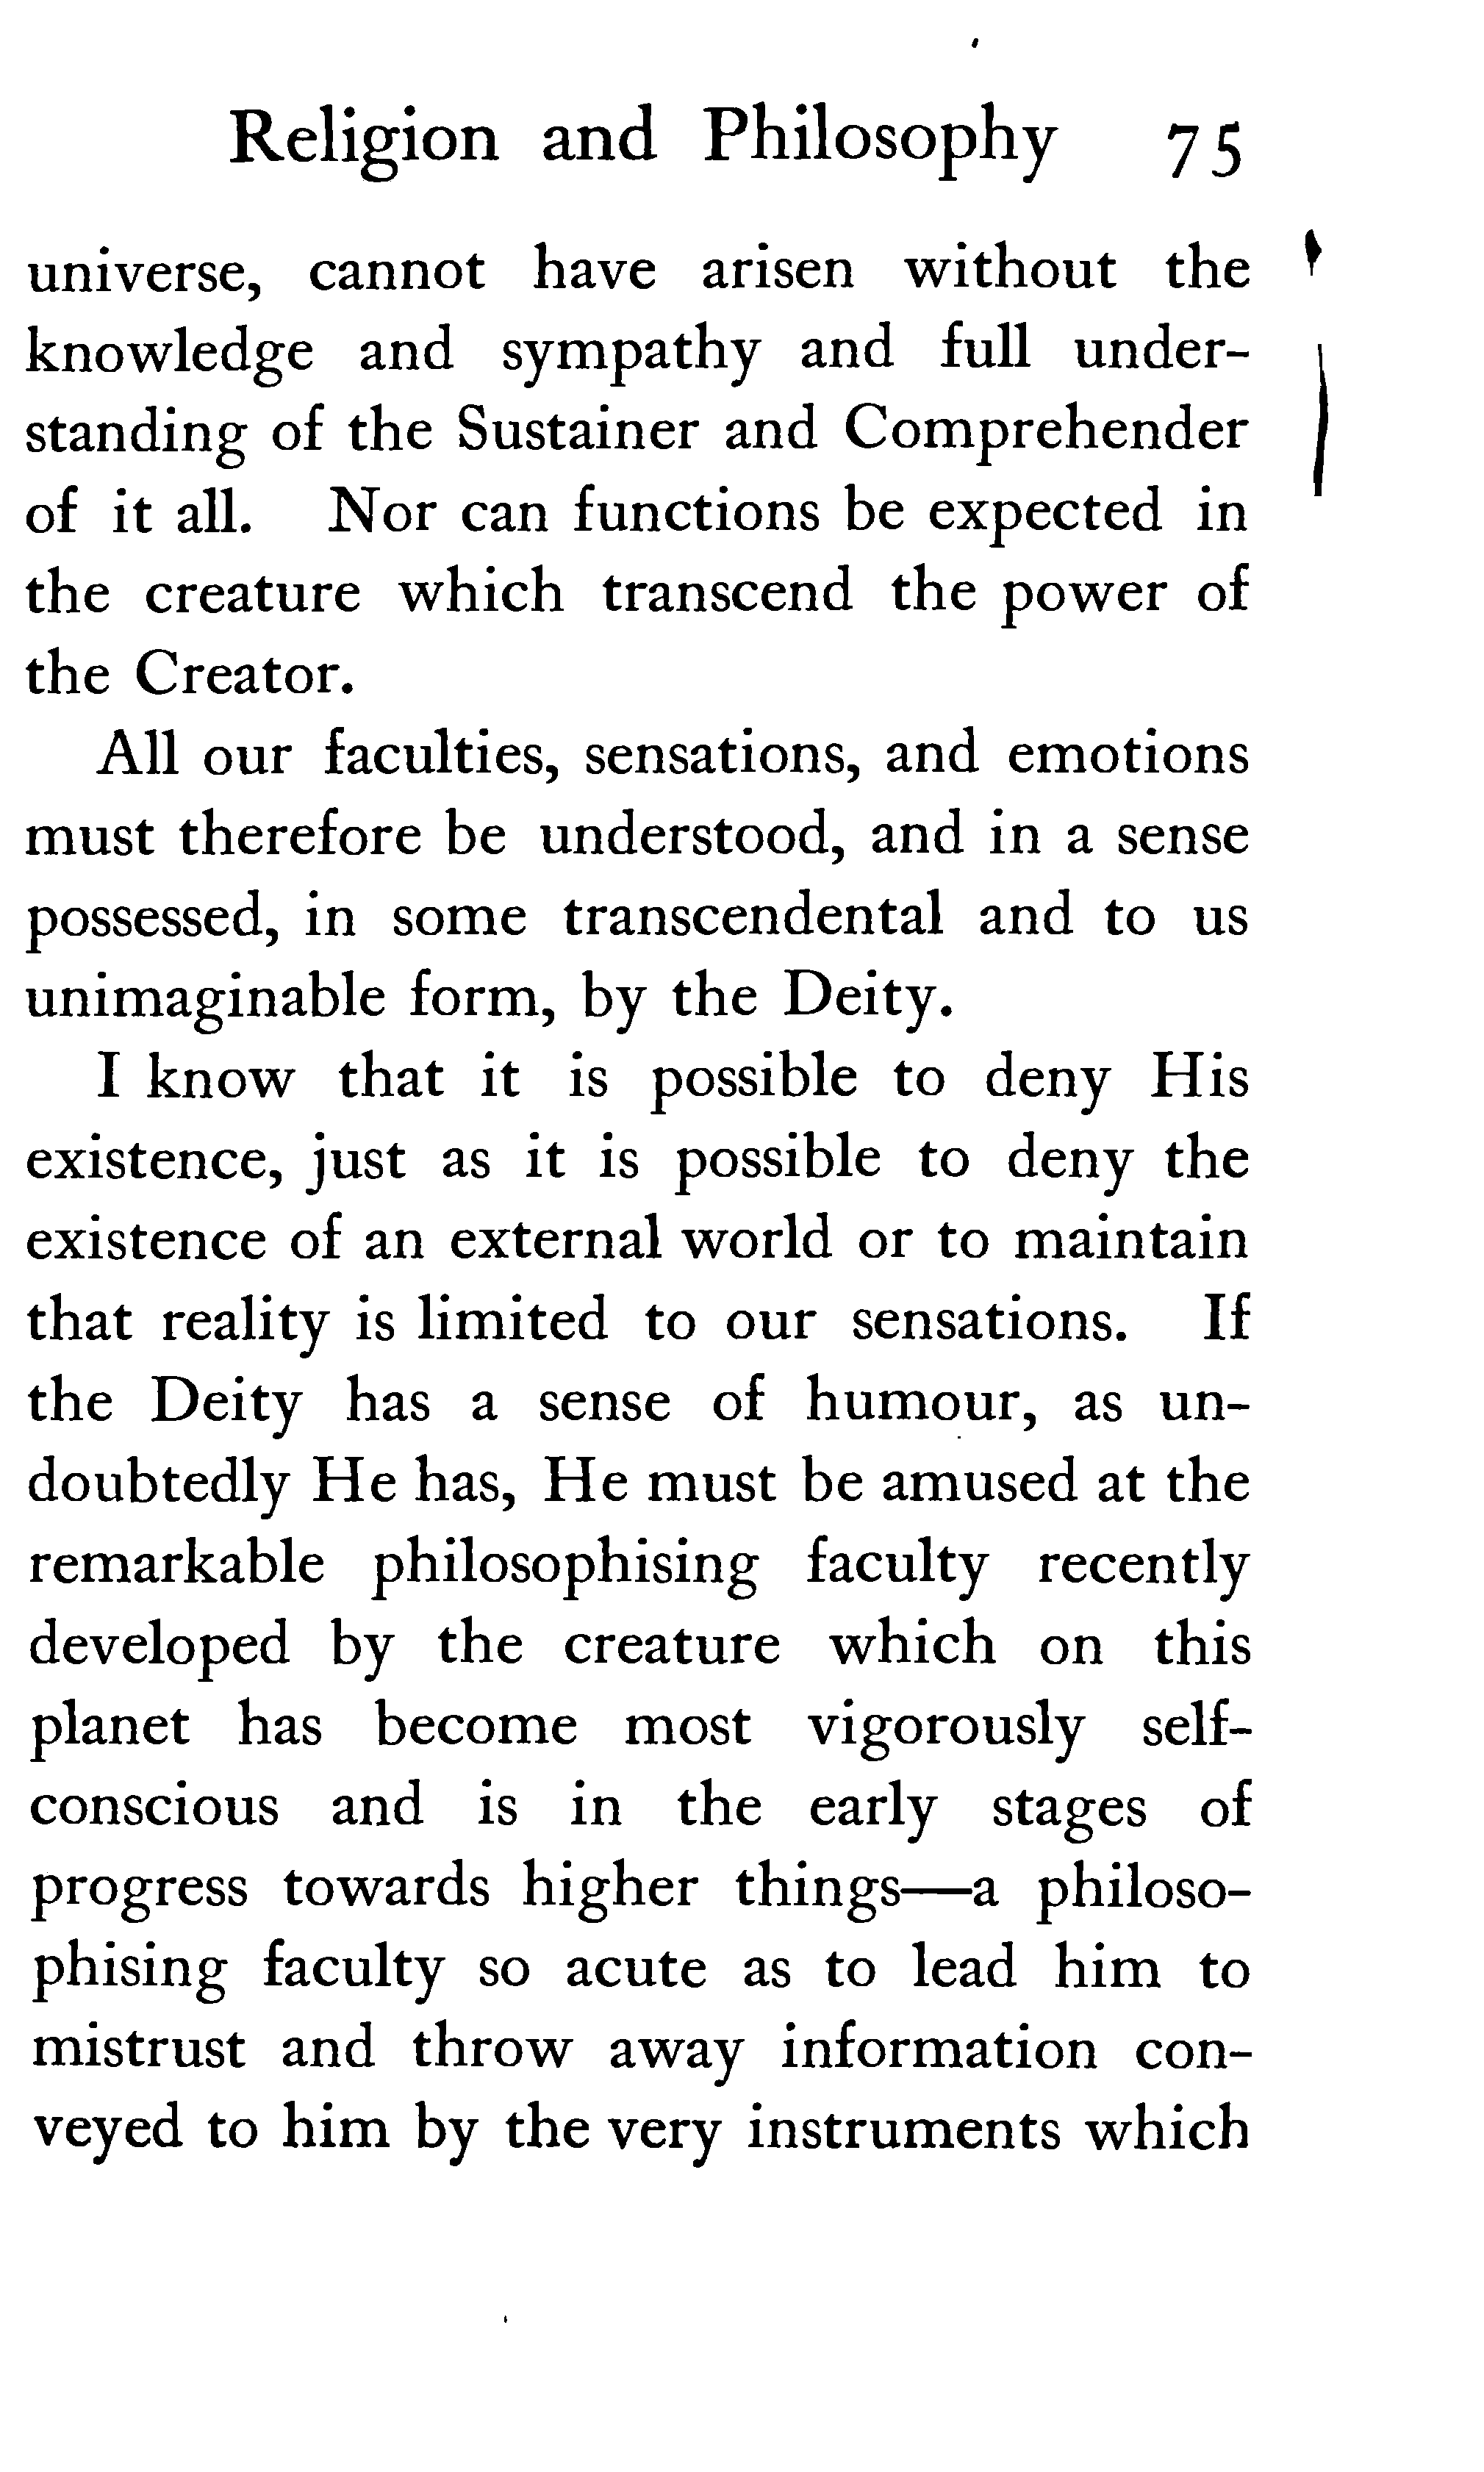 Religion and Philosophy 75
universe, cannot have arisen without the
knowledge and sympathy and full under-
standing of the Sustainer and Comprehender
of it all. Nor can functions be expected in
the creature which transcend the power of
the Creator.
All our faculties, sensations, and emotions
must therefore be understood, and in a sense
possessed, in some transcendental and to us
unimaginable form, by the Deity.
I know that it is possible to deny His
existence, just as it is possible to deny the
existence of an external world or to maintain
that reality is limited to our sensations. If
the Deity has a sense of humour, as un-
doubtedly He has, He must be amused at the
remarkable philosophising faculty recently
developed by the creature which on this
planet has become most vigorously self-
conscious and is in the early stages of
progress towards higher things—a philoso-
phising faculty so acute as to lead him to
mistrust and throw away information con-
veyed to him by the very instruments which